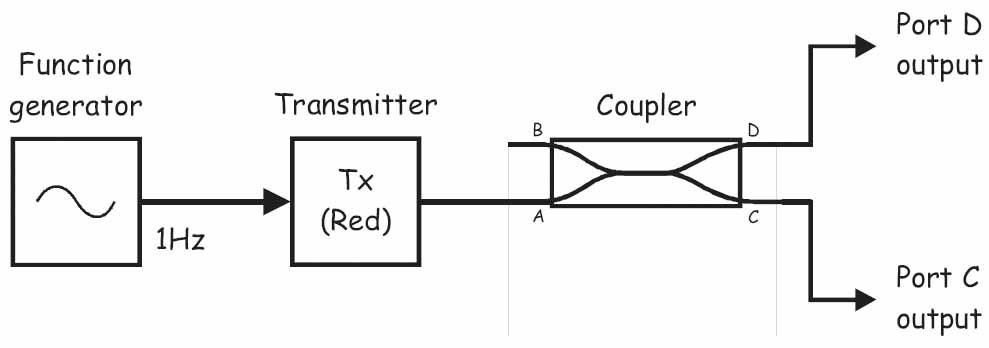 Function
generator
1Hz
Transmitter
Tx
(Red)
Coupler
B
A
D
C
Port D
output
Port C
output